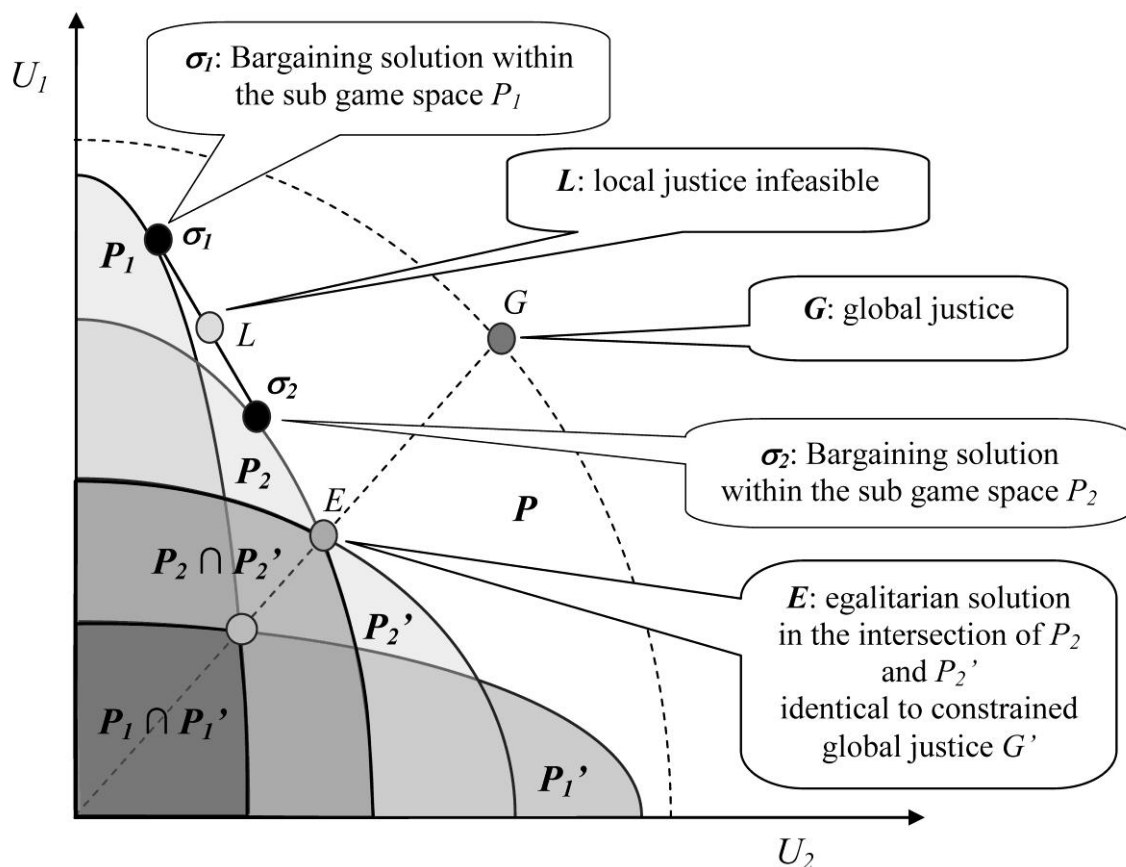 U₁
σ₁: Bargaining solution within
the sub game space P₁
L: local justice infeasible
σ₁
P₁
G
G: global justice
L
σ₂
σ₂: Bargaining solution
within the sub game space P₂
P₂
E
P
P₂ ∩ P₂’
P₂’
E: egalitarian solution
in the intersection of P₂
and P₂’
identical to constrained
global justice G’
P₁ ∩ P₁’
P₁’
U₂